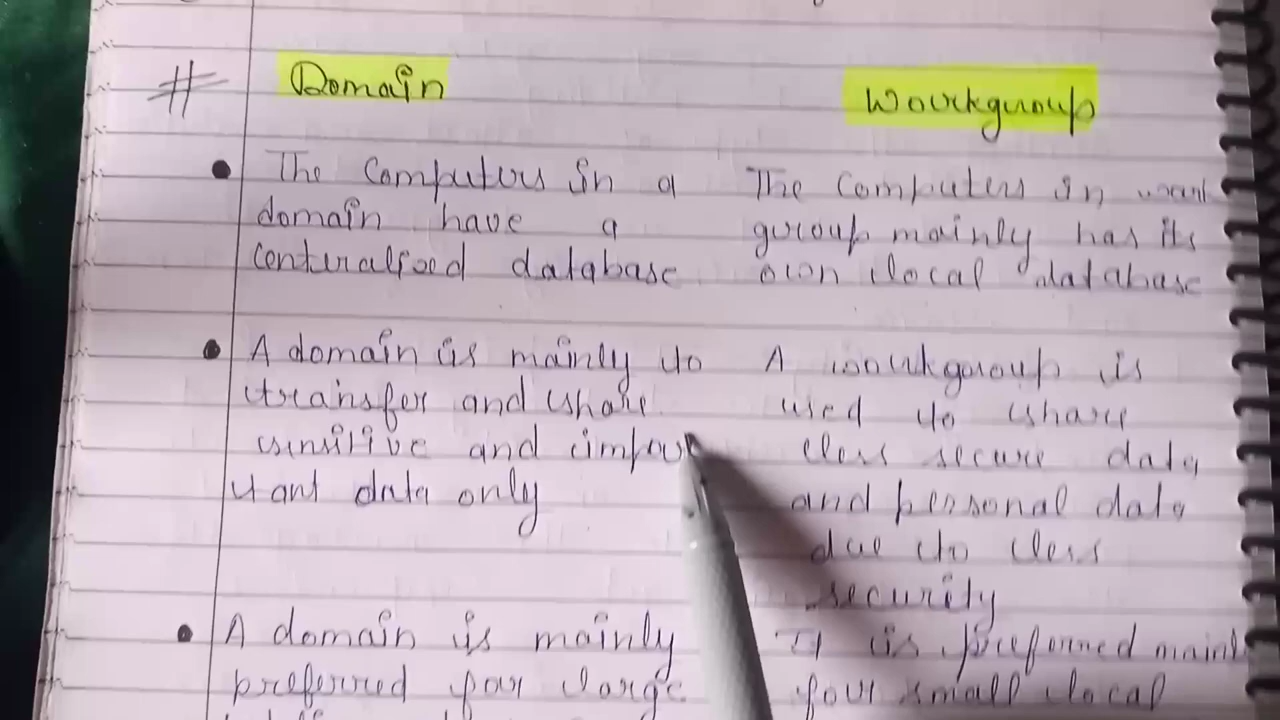 # Domain Workgroup
• The Computers in a
domain have a
centeralised database
The Computers in work
group mainly has its
own local database
• A domain is mainly to
transfer and share
sensitive and impor
tant data only
A workgroup is
used to share
less secure data
and personal data
due to less
security
• A domain is mainly
preferred for large
It is preferred mainly
for small local